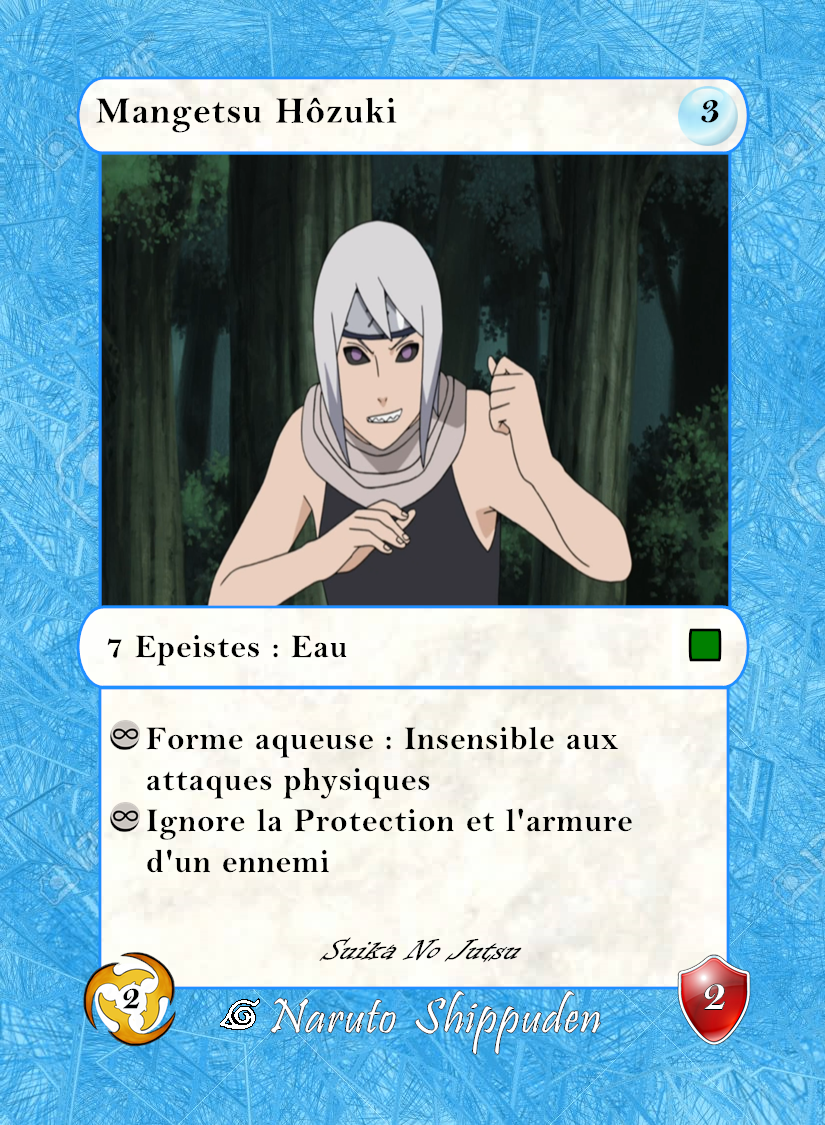 Mangetsu Hôzuki
3
7 Epeistes : Eau
∞ Forme aqueuse : Insensible aux
attaques physiques
∞ Ignore la Protection et l'armure
d'un ennemi
Suika No Jutsu
2
Naruto Shippuden
2